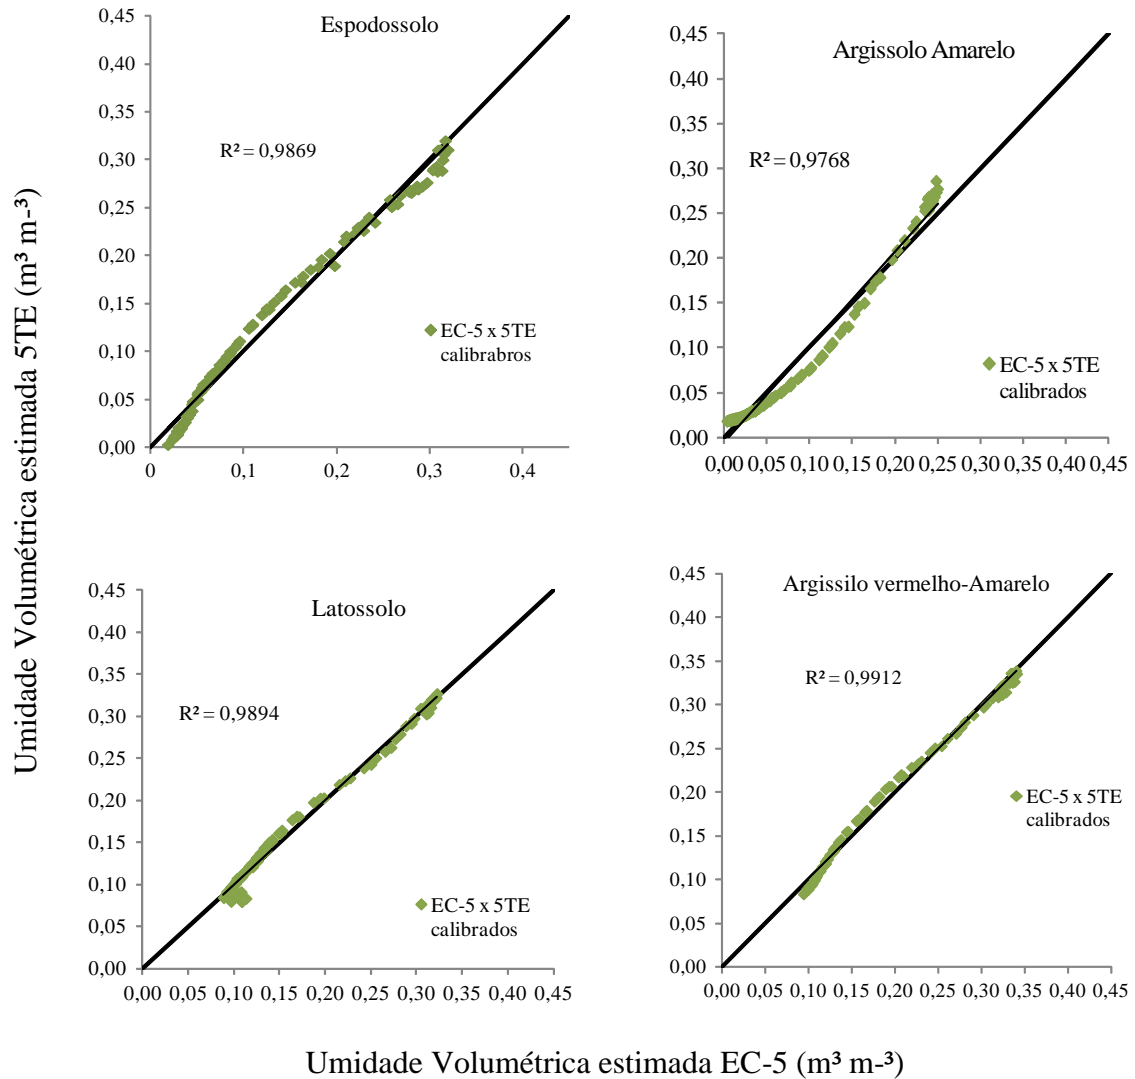 Umidade Volumétrica estimada 5TE (m³ m-³)
Espodossolo
0,45
0,40
0,35
0,30
0,25
0,20
0,15
0,10
0,05
0,00
R² = 0,9869
EC-5 x 5TE
calibrabros
0 0,1 0,2 0,3 0,4
Argissolo Amarelo
0,45
0,40
0,35
0,30
0,25
0,20
0,15
0,10
0,05
0,00
R² = 0,9768
EC-5 x 5TE
calibrados
0,00 0,05 0,10 0,15 0,20 0,25 0,30 0,35 0,40 0,45
Latossolo
0,45
0,40
0,35
0,30
0,25
0,20
0,15
0,10
0,05
0,00
R² = 0,9894
EC-5 x 5TE
calibrados
0,00 0,05 0,10 0,15 0,20 0,25 0,30 0,35 0,40 0,45
Argissilo vermelho-Amarelo
0,45
0,40
0,35
0,30
0,25
0,20
0,15
0,10
0,05
0,00
R² = 0,9912
EC-5 x 5TE
calibrados
0,00 0,05 0,10 0,15 0,20 0,25 0,30 0,35 0,40 0,45
Umidade Volumétrica estimada EC-5 (m³ m-³)